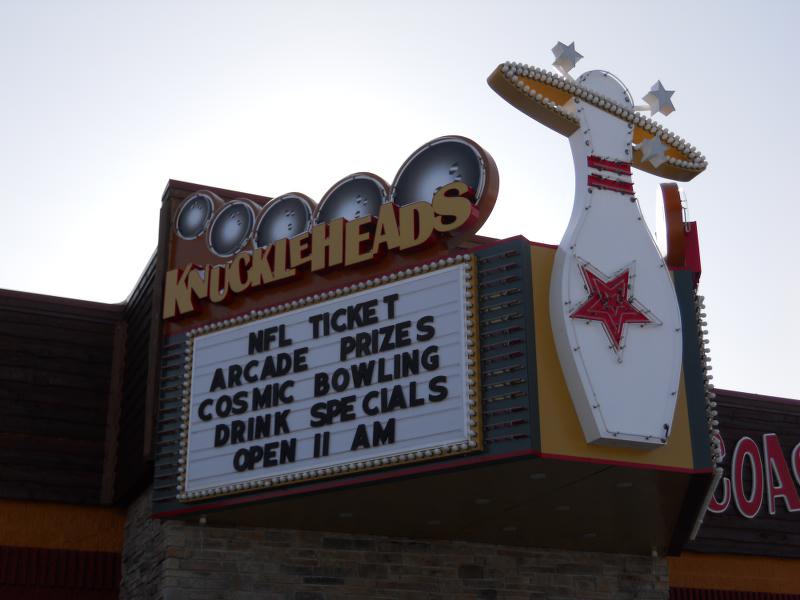 KNUCKLEHEADS
NFL TICKET
ARCADE PRIZES
COSMIC BOWLING
DRINK SPECIALS
OPEN 11 AM